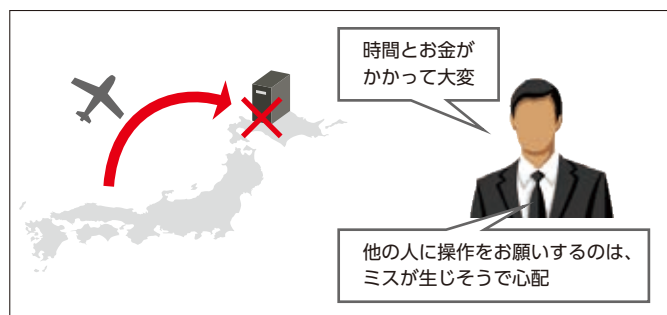 時間とお金が
かかって大変
他の人に操作をお願いするのは、
ミスが生じそうで心配